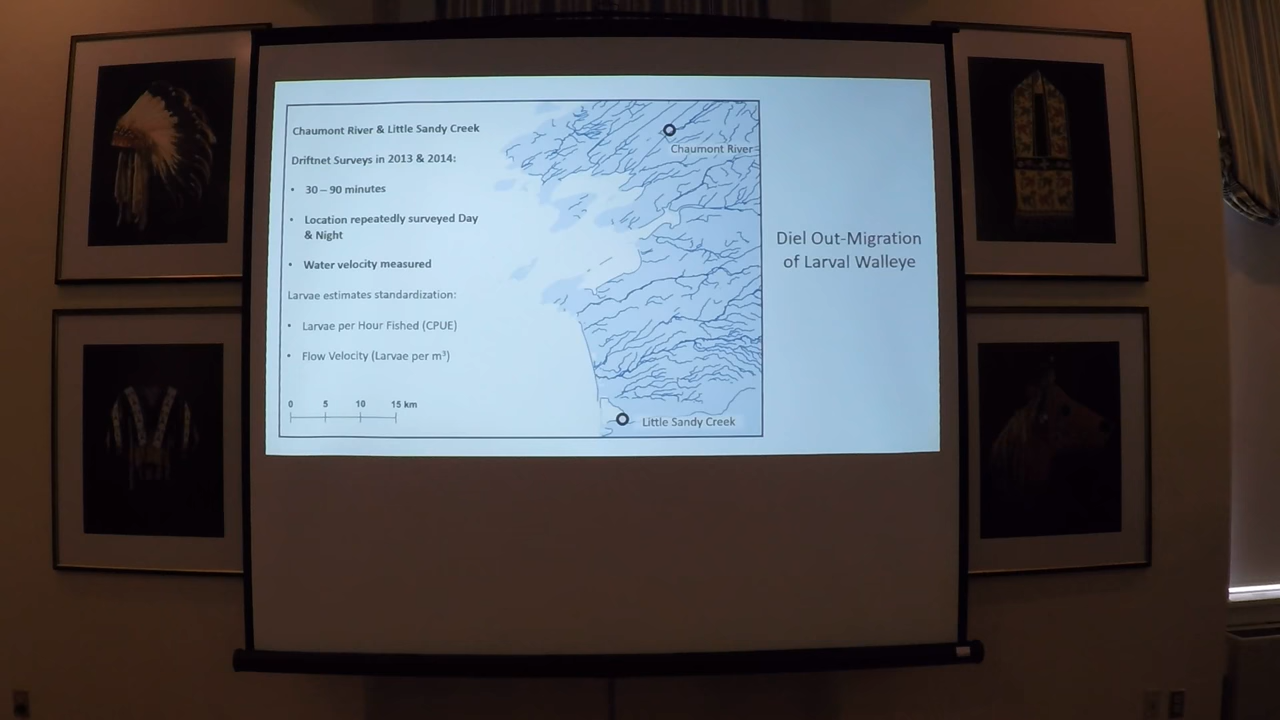 Chaumont River & Little Sandy Creek
Driftnet Surveys in 2013 & 2014:
• 30 – 90 minutes
• Location repeatedly surveyed Day
& Night
• Water velocity measured
Larvae estimates standardization:
• Larvae per Hour Fished (CPUE)
• Flow Velocity (Larvae per m³)
0 5 10 15 km
Chaumont River
Little Sandy Creek
Diel Out-Migration
of Larval Walleye